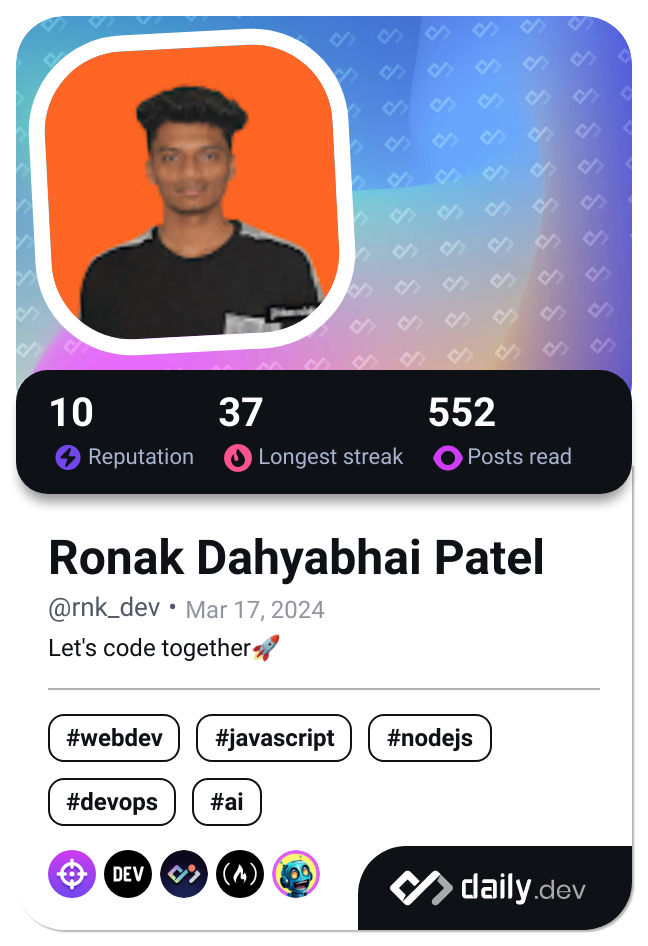 10 37 552
Reputation Longest streak Posts read
Ronak Dahyabhai Patel
@rnk_dev • Mar 17, 2024
Let's code together🚀
#webdev #javascript #nodejs
#devops #ai
DEV
daily.dev